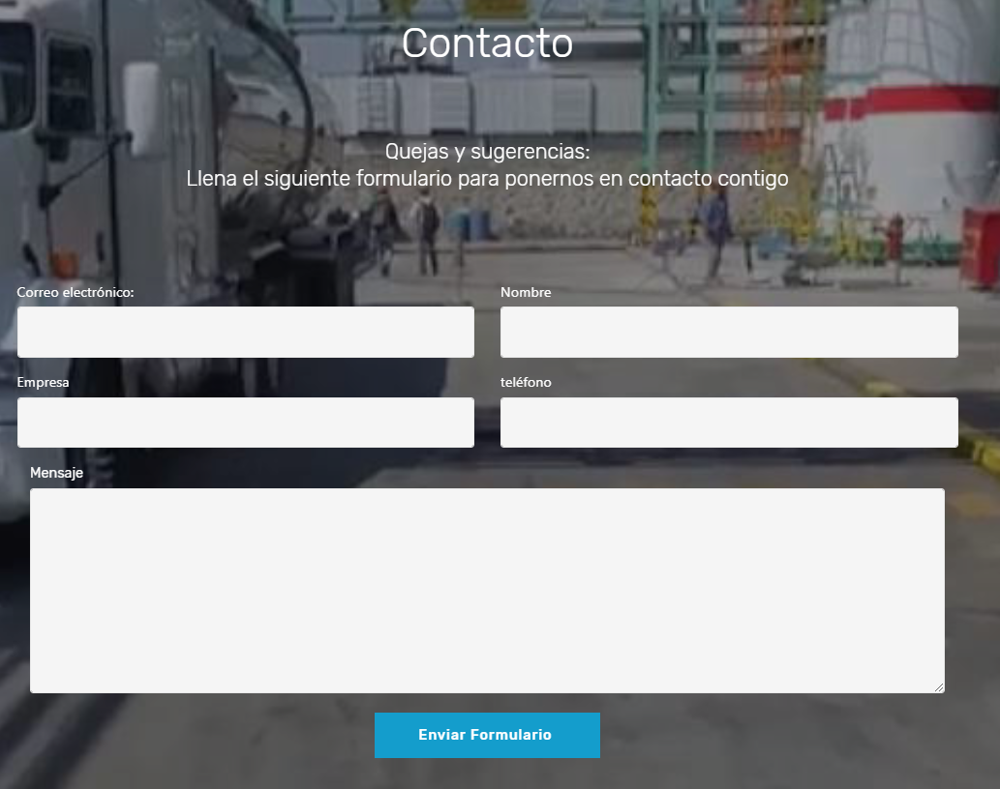 Contacto
Quejas y sugerencias:
Llena el siguiente formulario para ponernos en contacto contigo
Correo electrónico:
Nombre
Empresa
teléfono
Mensaje
Enviar Formulario